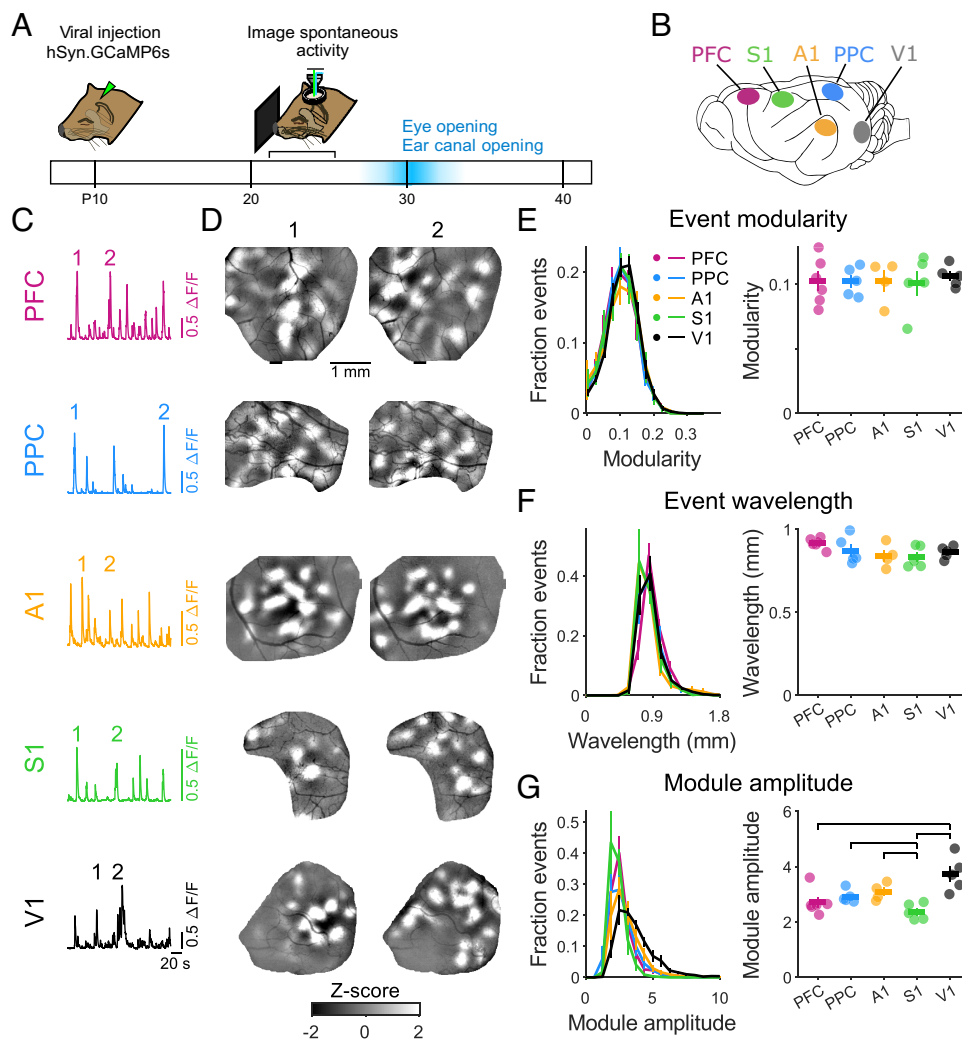 A
Viral injection
hSyn.GCaMP6s
Image spontaneous
activity
Eye opening
Ear canal opening
P10
20
30
40
B
PFC
S1
A1
PPC
V1
C
PFC
1
2
0.5 ΔF/F
PPC
1
2
0.5 ΔF/F
A1
1
2
0.5 ΔF/F
S1
1
2
0.5 ΔF/F
V1
1
2
0.5 ΔF/F
20 s
D
1
2
1 mm
Z-score
-2
0
2
E
Event modularity
Fraction events
0.2
0.1
0
0
0.1
0.2
0.3
Modularity
PFC
PPC
A1
S1
V1
Modularity
0.1
0
PFC
PPC
A1
S1
V1
F
Event wavelength
Fraction events
0.4
0.2
0
0
0.9
1.8
Wavelength (mm)
Wavelength (mm)
1
0.5
0
PFC
PPC
A1
S1
V1
G
Module amplitude
Fraction events
0.5
0.4
0.3
0.2
0.1
0
0
5
10
Module amplitude
Module amplitude
6
4
2
0
PFC
PPC
A1
S1
V1